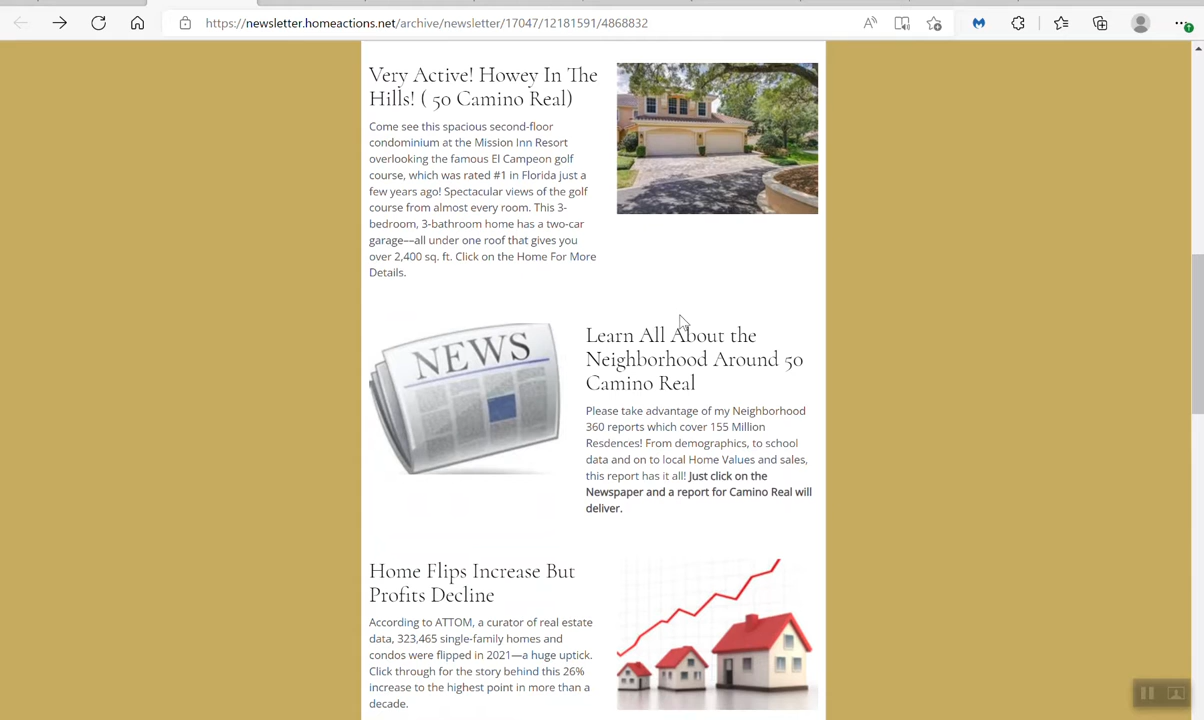 https://newsletter.homeactions.net/archive/newsletter/17047/12181591/4868832
Very Active! Howey In The
Hills! ( 50 Camino Real)
Come see this spacious second-floor
condominium at the Mission Inn Resort
overlooking the famous El Campeon golf
course, which was rated #1 in Florida just a
few years ago! Spectacular views of the golf
course from almost every room. This 3-
bedroom, 3-bathroom home has a two-car
garage––all under one roof that gives you
over 2,400 sq. ft. Click on the Home For More
Details.
NEWS
Learn All About the
Neighborhood Around 50
Camino Real
Please take advantage of my Neighborhood
360 reports which cover 155 Million
Resdences! From demographics, to school
data and on to local Home Values and sales,
this report has it all! Just click on the
Newspaper and a report for Camino Real will
deliver.
Home Flips Increase But
Profits Decline
According to ATTOM, a curator of real estate
data, 323,465 single-family homes and
condos were flipped in 2021—a huge uptick.
Click through for the story behind this 26%
increase to the highest point in more than a
decade.